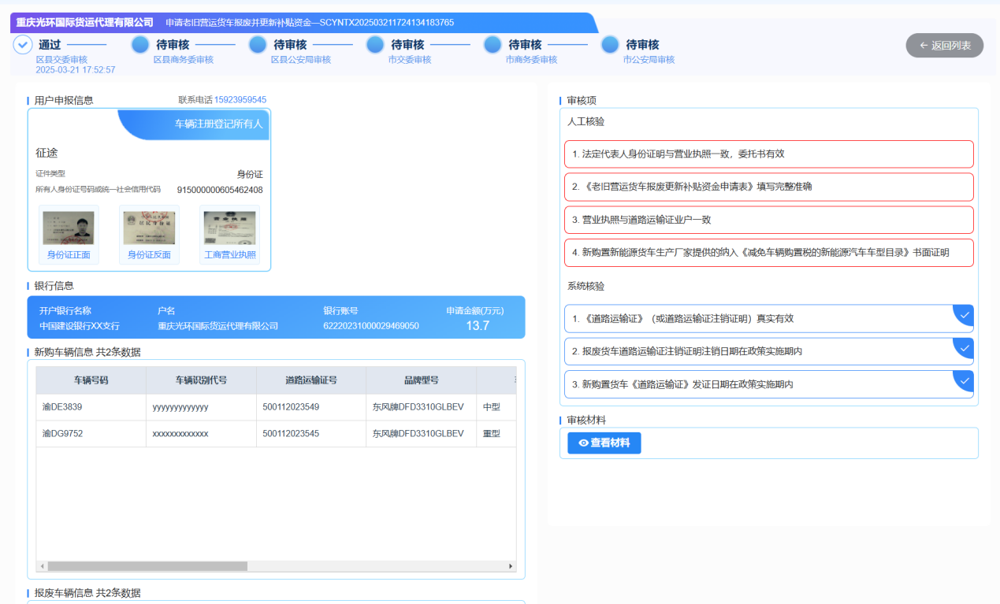 重庆光环国际货运代理有限公司 申请老旧营运货车报废并更新补贴资金—SCYNTX202503211724134183765
通过 待审核 待审核 待审核 待审核 待审核
区县交委审核 区县商务委审核 区县公安局审核 市交委审核 市商务委审核 市公安局审核
2025-03-21 17:52:57
返回列表
用户申报信息 联系电话 15923959545
车辆注册登记所有人
征途
证件类型 身份证
所有人身份证号码或统一社会信用代码 915000000605462408
身份证正面 身份证反面 工商营业执照
银行信息
开户银行名称 户名 银行账号 申请金额(万元)
中国建设银行XX支行 重庆光环国际货运代理有限公司 62220231000029469050 13.7
新购车辆信息 共2条数据
车辆号码 车辆识别代号 道路运输证号 品牌型号
渝DE3839 yyyyyyyyyyyyy 500112023549 东风牌DFD3310GLBEV 中型
渝DG9752 xxxxxxxxxxxxx 500112023545 东风牌DFD3310GLBEV 重型
报废车辆信息 共2条数据
审核项
人工核验
1. 法定代表人身份证明与营业执照一致，委托书有效
2. 《老旧营运货车报废更新补贴资金申请表》填写完整准确
3. 营业执照与道路运输证业户一致
4. 新购置新能源货车生产厂家提供的纳入《减免车辆购置税的新能源汽车车型目录》书面证明
系统核验
1. 《道路运输证》（或道路运输证注销证明）真实有效
2. 报废货车道路运输证注销证明注销日期在政策实施期内
3. 新购置货车《道路运输证》发证日期在政策实施期内
审核材料
查看材料